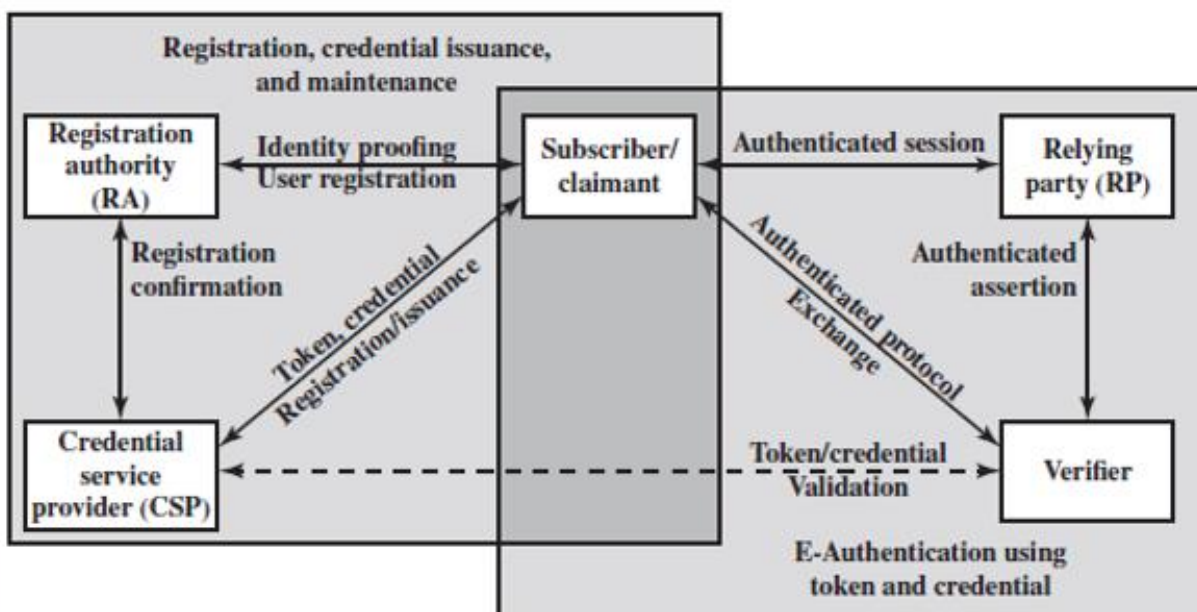 Registration, credential issuance,
and maintenance
Registration
authority
(RA)
Identity proofing
User registration
Subscriber/
claimant
Authenticated session
Relying
party (RP)
Registration
confirmation
Token, credential
Registration/issuance
Authenticated protocol
Exchange
Authenticated
assertion
Credential
service
provider (CSP)
Token/credential
Validation
Verifier
E-Authentication using
token and credential